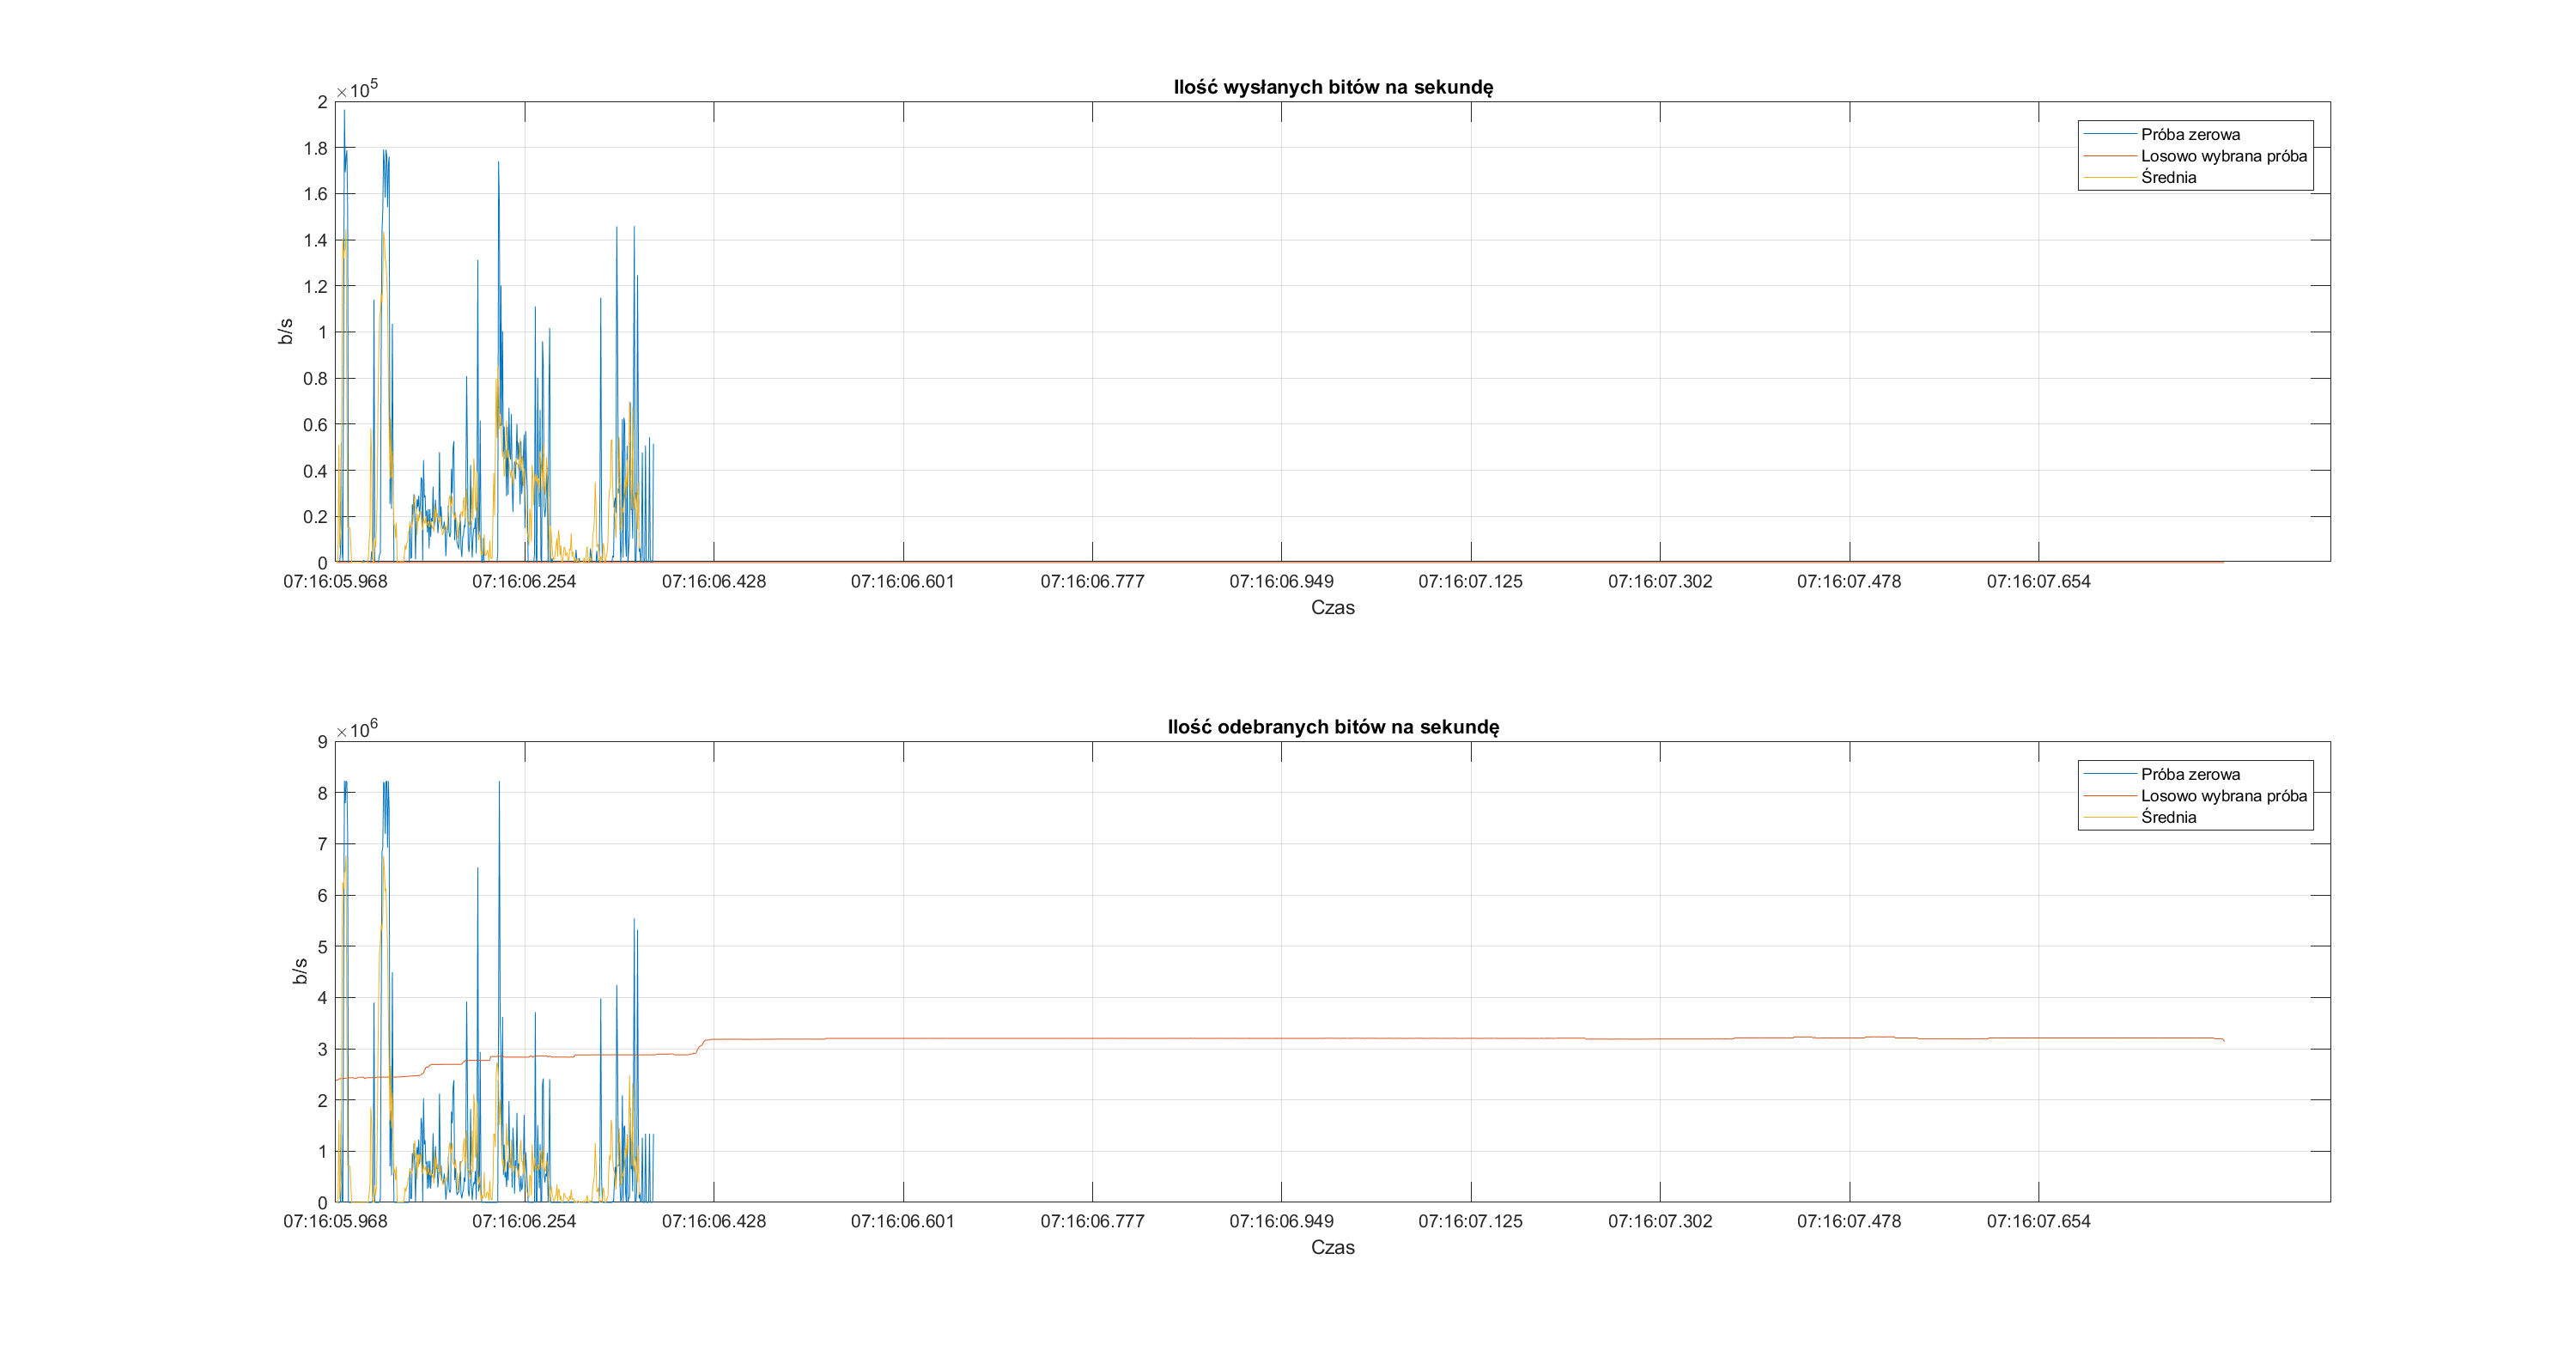 Ilość wysłanych bitów na sekundę
×10⁵
2
1.8
1.6
1.4
1.2
1
0.8
0.6
0.4
0.2
0
b/s
Próba zerowa
Losowo wybrana próba
Średnia
07:16:05.968 07:16:06.254 07:16:06.428 07:16:06.601 07:16:06.777 07:16:06.949 07:16:07.125 07:16:07.302 07:16:07.478 07:16:07.654
Czas
Ilość odebranych bitów na sekundę
×10⁶
9
8
7
6
5
4
3
2
1
0
b/s
Próba zerowa
Losowo wybrana próba
Średnia
07:16:05.968 07:16:06.254 07:16:06.428 07:16:06.601 07:16:06.777 07:16:06.949 07:16:07.125 07:16:07.302 07:16:07.478 07:16:07.654
Czas